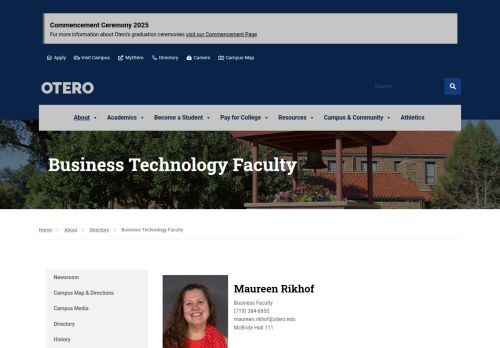 Commencement Ceremony 2025
For more information about Otero's graduation ceremonies visit our Commencement Page
Apply Visit Campus MyOtero Directory Careers Campus Map
OTERO
Search
About Academics Become a Student Pay for College Resources Campus & Community Athletics
Business Technology Faculty
Home > About > Directory > Business Technology Faculty
Newsroom
Campus Map & Directions
Campus Media
Directory
History
Maureen Rikhof
Business Faculty
(719) 384-6850
maureen.rikhof@otero.edu
McBride Hall 111